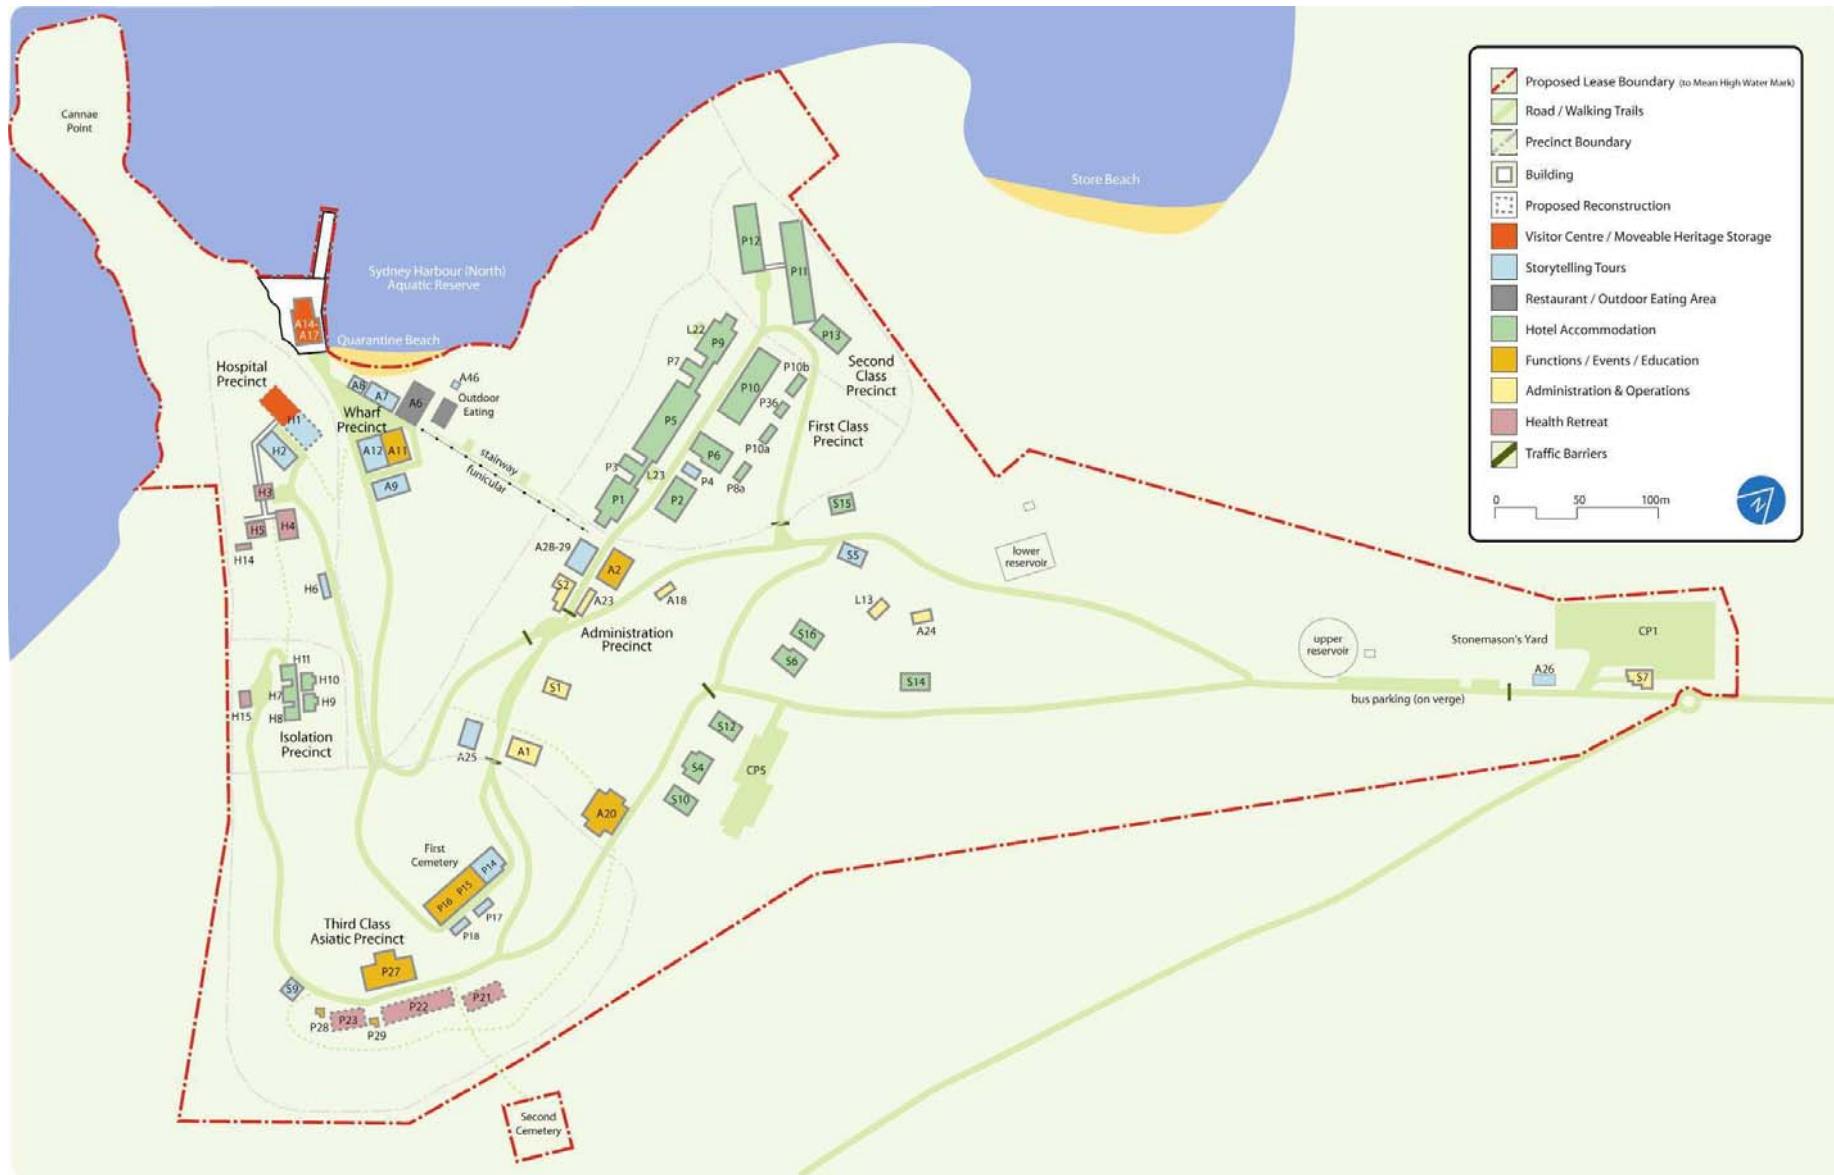 Cannae
Point
Store Beach
Sydney Harbour (North)
Aquatic Reserve
Quarantine Beach
A14-
A17
Hospital
Precinct
H1
H2
H3
H4
H5
H14
H6
A8
A7
A6
A46
Outdoor
Eating
Wharf
Precinct
A12
A11
A9
stairway
funicular
P12
P11
P13
L22
P9
P7
P10
P10b
P36
P10a
P5
P6
P4
P8a
P3
L23
P1
P2
Second
Class
Precinct
First Class
Precinct
S15
S5
lower
reservoir
A28-29
A2
S2
A23
A18
Administration
Precinct
L13
A24
S16
S6
S14
S1
A25
A1
S12
S4
S10
CP5
A20
H11
H10
H7
H9
H8
H15
Isolation
Precinct
First
Cemetery
P14
P15
P16
P17
P18
Third Class
Asiatic Precinct
P27
S9
P28
P23
P29
P22
P21
Second
Cemetery
upper
reservoir
Stonemason's Yard
CP1
A26
S7
bus parking (on verge)
Proposed Lease Boundary (to Mean High Water Mark)
Road / Walking Trails
Precinct Boundary
Building
Proposed Reconstruction
Visitor Centre / Moveable Heritage Storage
Storytelling Tours
Restaurant / Outdoor Eating Area
Hotel Accommodation
Functions / Events / Education
Administration & Operations
Health Retreat
Traffic Barriers
0 50 100m